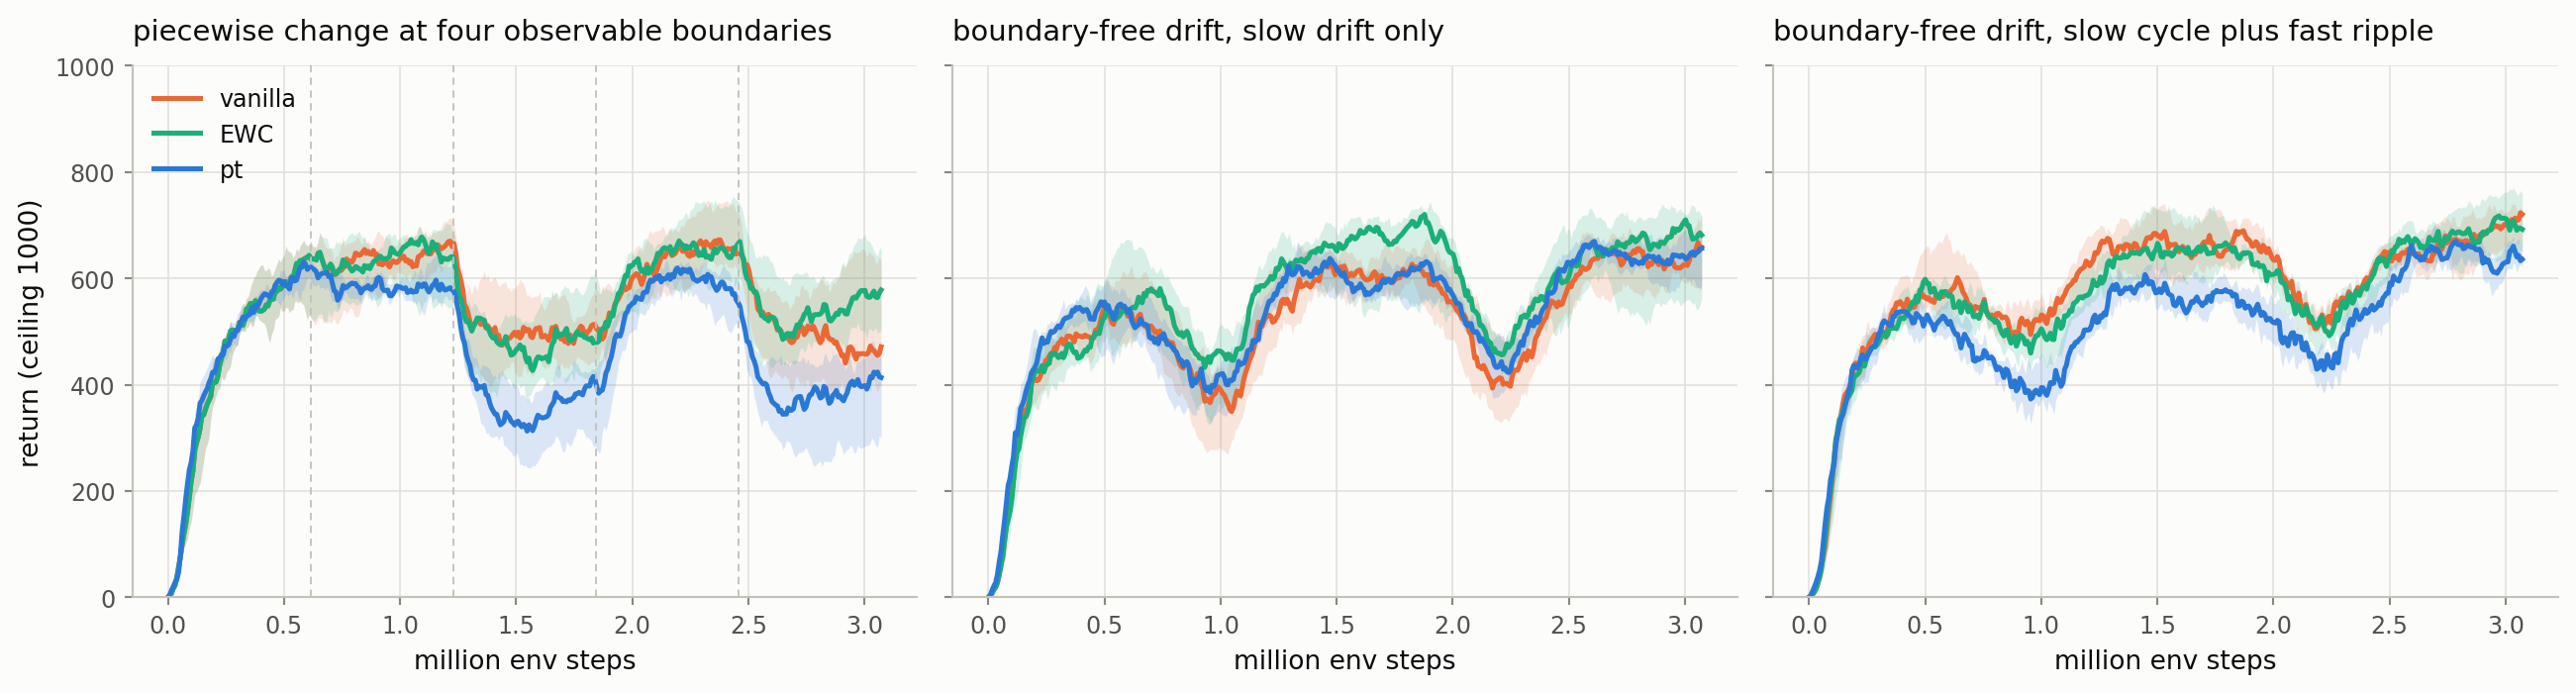 piecewise change at four observable boundaries
boundary-free drift, slow drift only
boundary-free drift, slow cycle plus fast ripple
return (ceiling 1000)
1000
800
600
400
200
0
vanilla
EWC
pt
0.0 0.5 1.0 1.5 2.0 2.5 3.0
million env steps
0.0 0.5 1.0 1.5 2.0 2.5 3.0
million env steps
0.0 0.5 1.0 1.5 2.0 2.5 3.0
million env steps